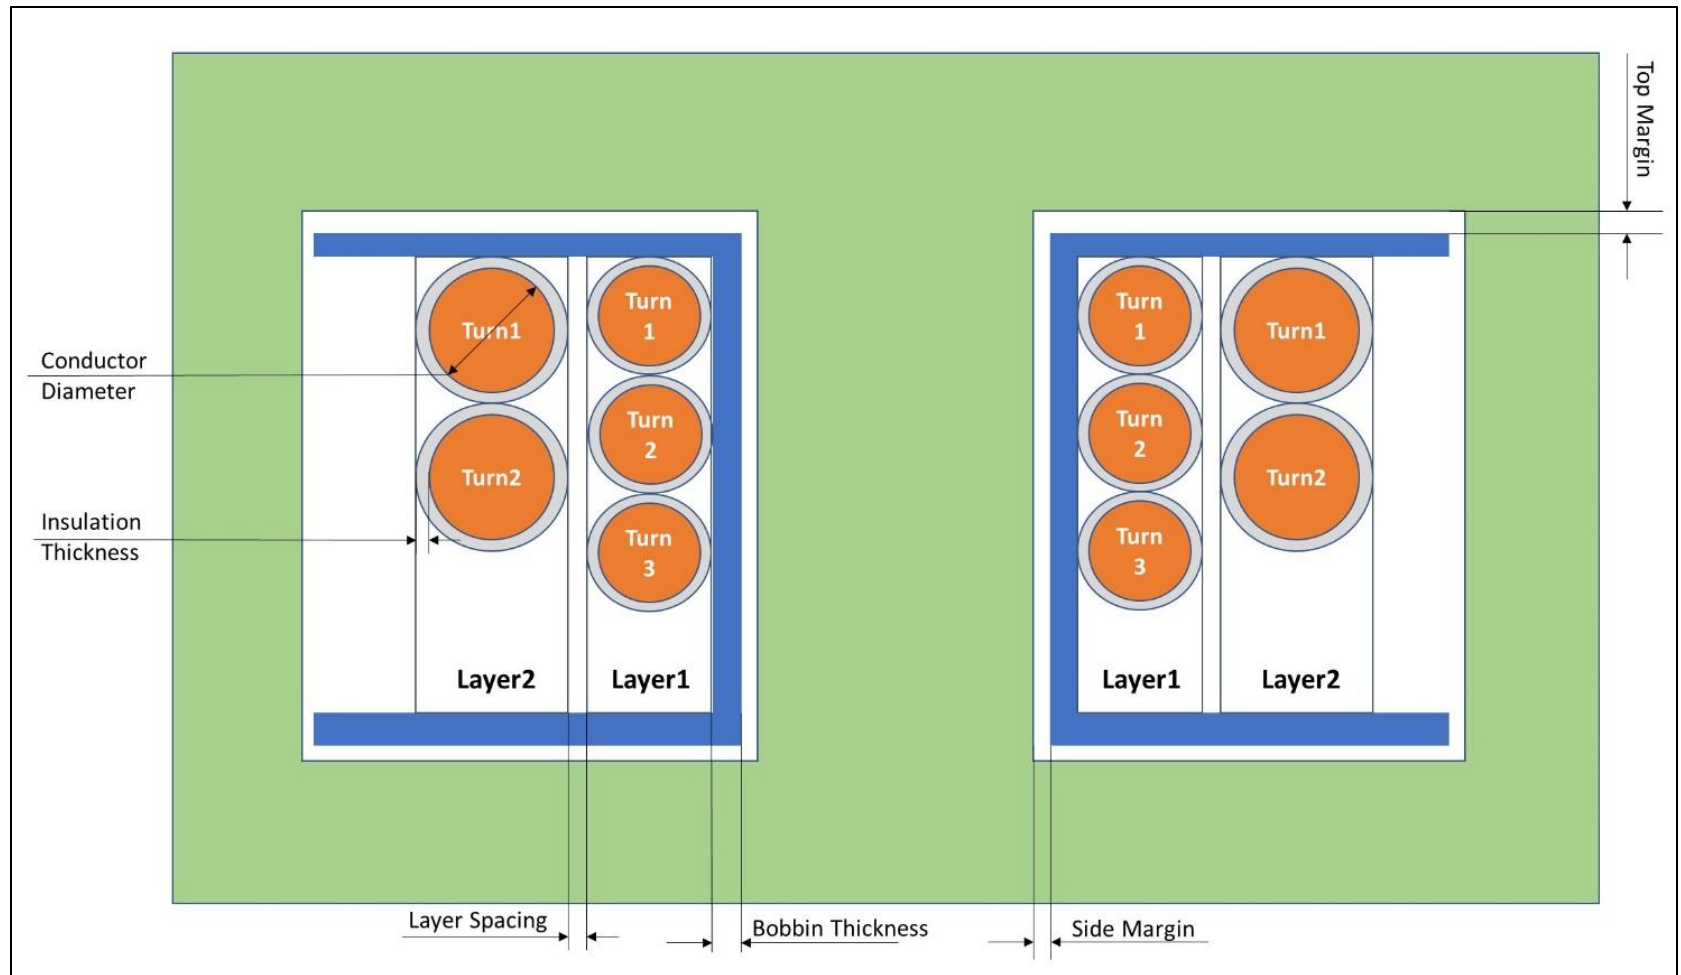 Top Margin
Turn1
Turn
1
Turn
1
Turn1
Conductor
Diameter
Turn
2
Turn
2
Turn2
Turn2
Insulation
Thickness
Turn
3
Turn
3
Layer2
Layer1
Layer1
Layer2
Layer Spacing
Bobbin Thickness
Side Margin